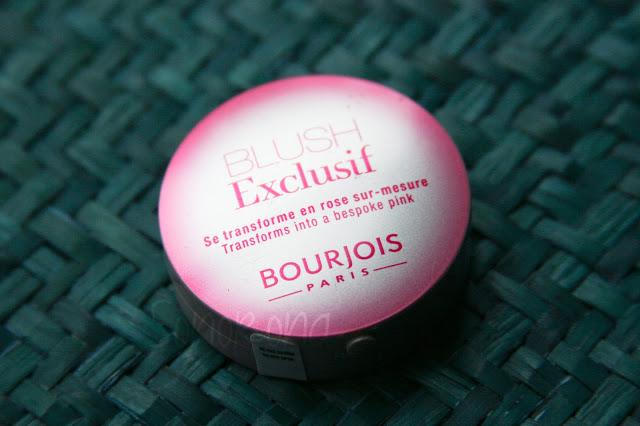 BLUSH
Exclusif
Se transforme en rose sur-mesure
Transforms into a bespoke pink
BOURJOIS
PARIS